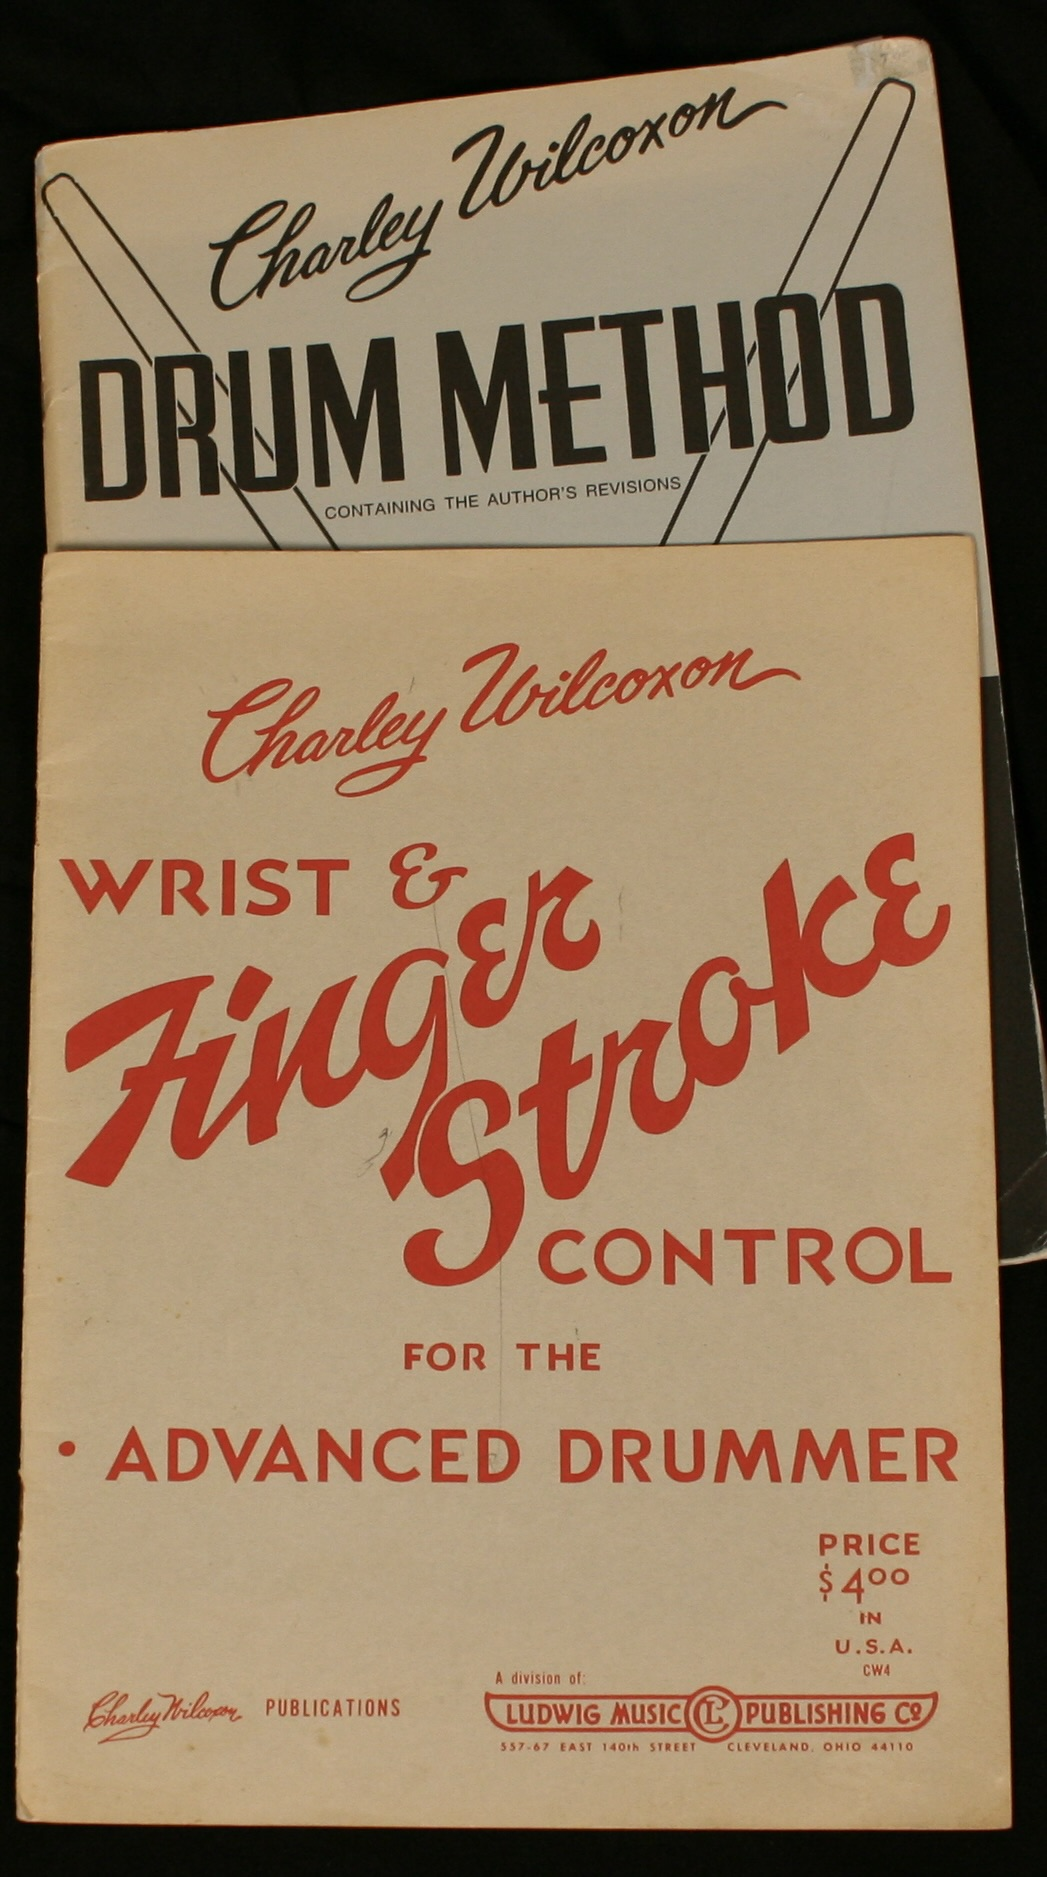 Charley Wilcoxon
DRUM METHOD
CONTAINING THE AUTHOR'S REVISIONS
Charley Wilcoxon
WRIST &
Finger
Stroke
CONTROL
FOR THE
• ADVANCED DRUMMER
PRICE
$4.00
IN
U.S.A.
CW4
A division of:
Charley Wilcoxon PUBLICATIONS
LUDWIG MUSIC CL PUBLISHING Co
557-67 EAST 140th STREET CLEVELAND, OHIO 44110